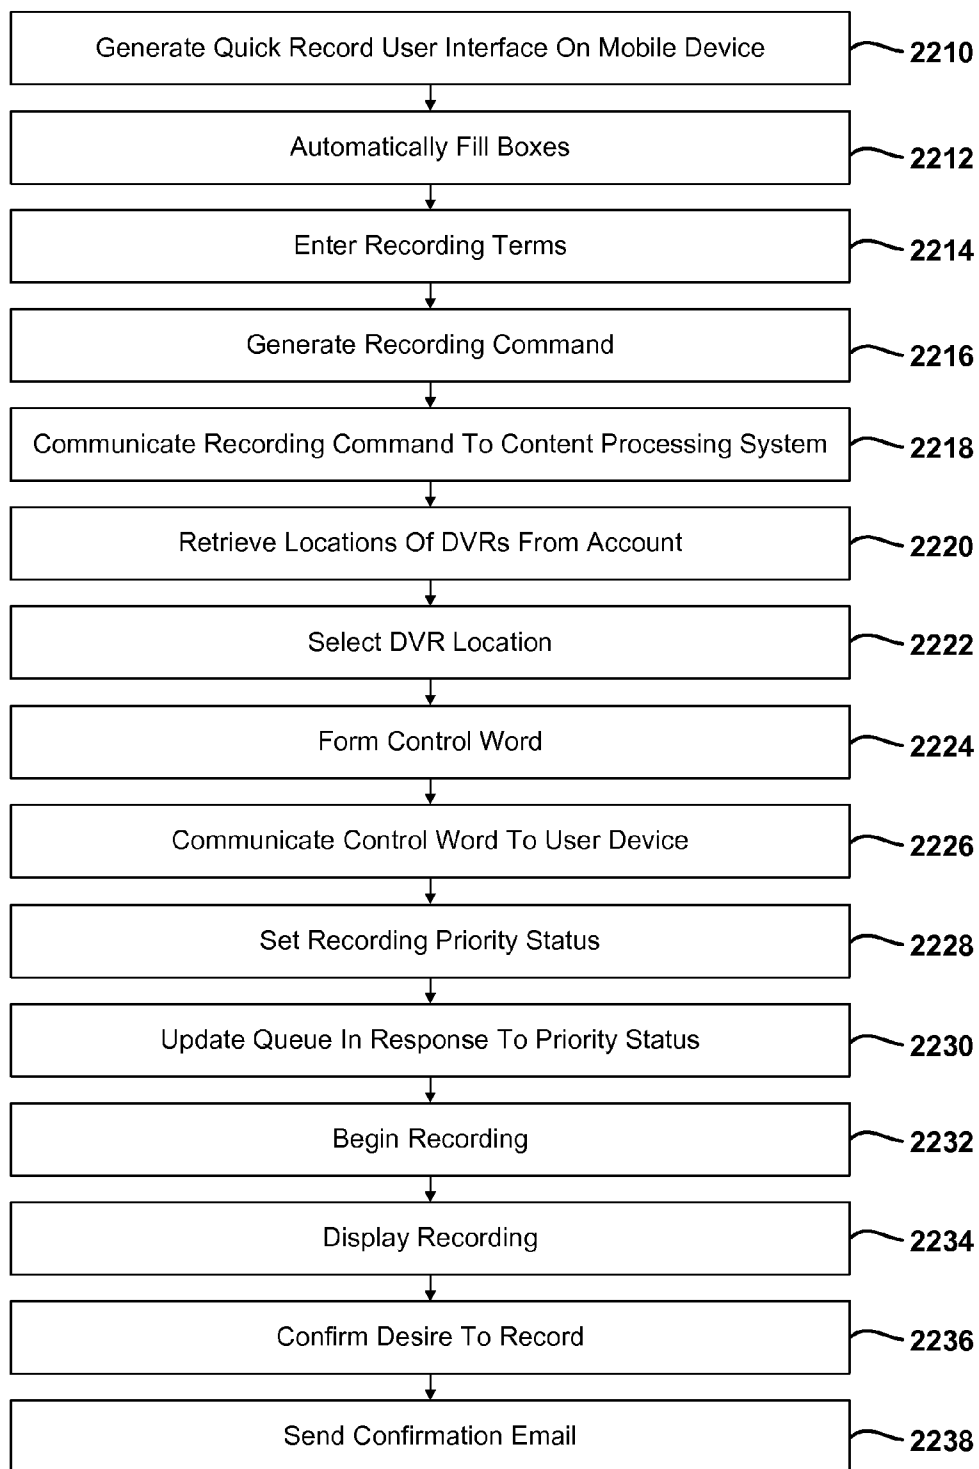 Generate Quick Record User Interface On Mobile Device 2210
Automatically Fill Boxes 2212
Enter Recording Terms 2214
Generate Recording Command 2216
Communicate Recording Command To Content Processing System 2218
Retrieve Locations Of DVRs From Account 2220
Select DVR Location 2222
Form Control Word 2224
Communicate Control Word To User Device 2226
Set Recording Priority Status 2228
Update Queue In Response To Priority Status 2230
Begin Recording 2232
Display Recording 2234
Confirm Desire To Record 2236
Send Confirmation Email 2238